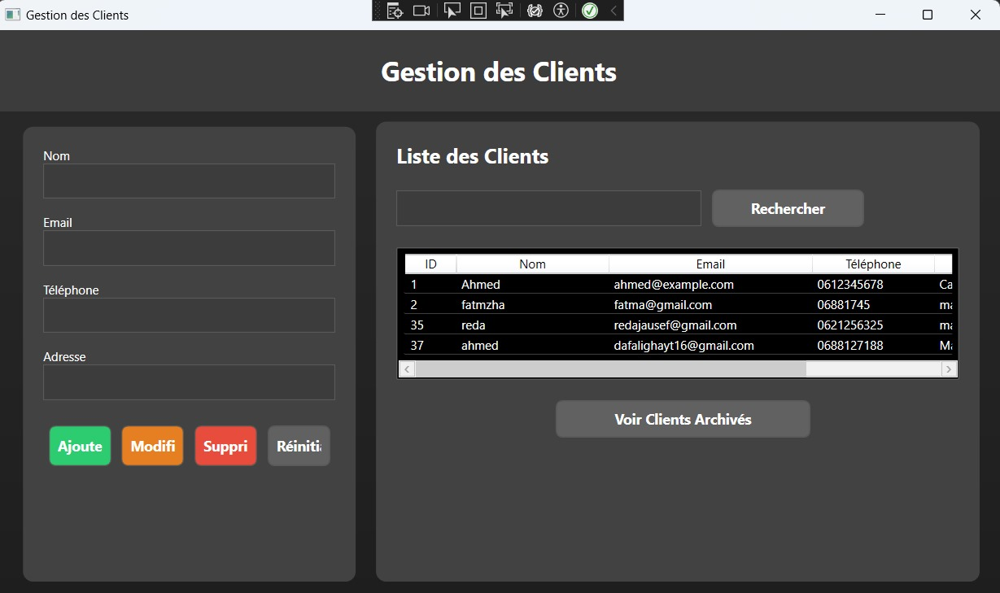 Gestion des Clients
Gestion des Clients
Nom
Email
Téléphone
Adresse
Ajoute Modifi Suppri Réiniti
Liste des Clients
Rechercher
ID Nom Email Téléphone
1 Ahmed ahmed@example.com 0612345678 Ca
2 fatmzha fatma@gmail.com 06881745 ma
35 reda redajausef@gmail.com 0621256325 ma
37 ahmed dafalighayt16@gmail.com 0688127188 Ma
Voir Clients Archivés